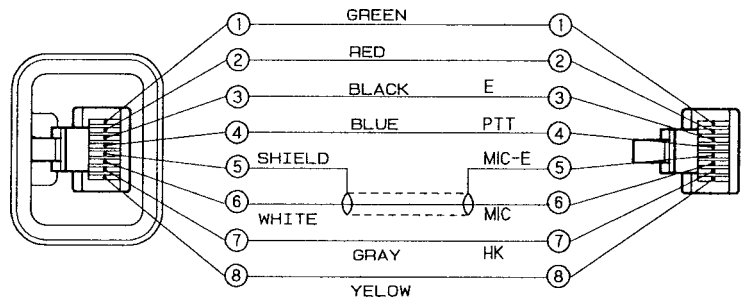 GREEN
1 1
RED
2 2
BLACK E
3 3
BLUE PTT
4 4
SHIELD MIC-E
5 5
6 6
WHITE MIC
7 7
GRAY HK
8 8
YELOW